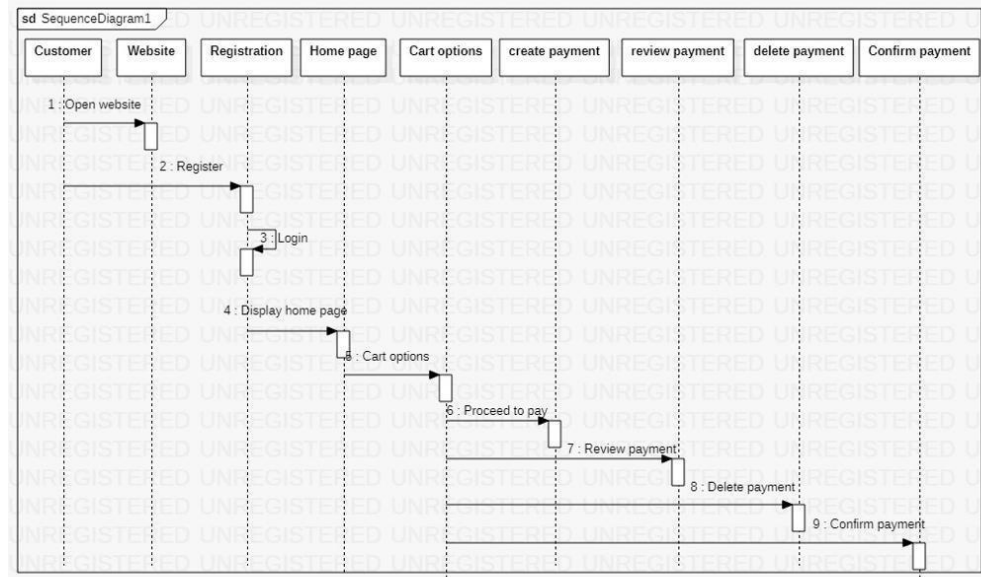 sd SequenceDiagram1
Customer Website Registration Home page Cart options create payment review payment delete payment Confirm payment
1 : Open website
2 : Register
3 : Login
4 : Display home page
5 : Cart options
6 : Proceed to pay
7 : Review payment
8 : Delete payment
9 : Confirm payment
UNREGISTERED